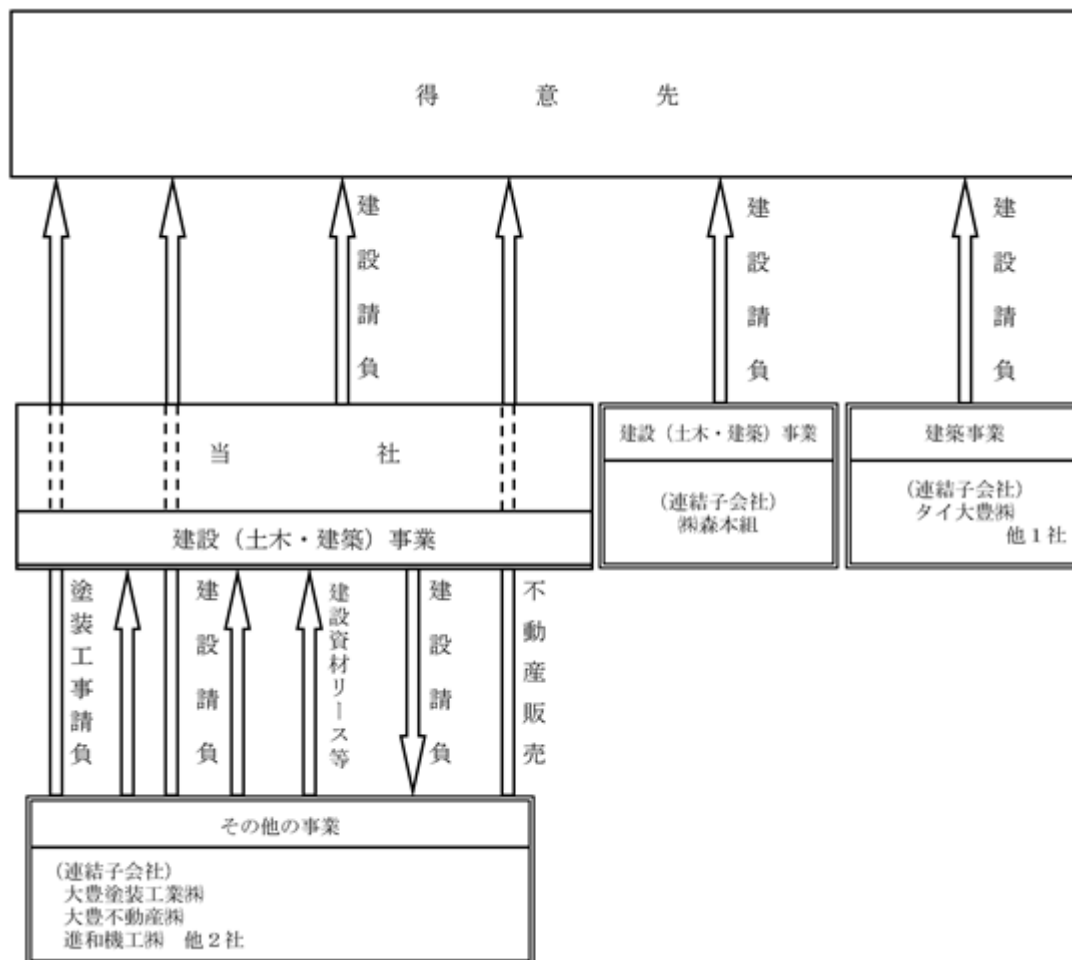 得意先
建設請負
建設請負
建設請負
当社
建設（土木・建築）事業
建設（土木・建築）事業
（連結子会社）
㈱森本組
建築事業
（連結子会社）
タイ大豊㈱
他１社
塗装工事請負
建設請負
建設資材リース等
建設請負
不動産販売
その他の事業
（連結子会社）
大豊塗装工業㈱
大豊不動産㈱
進和機工㈱　他２社